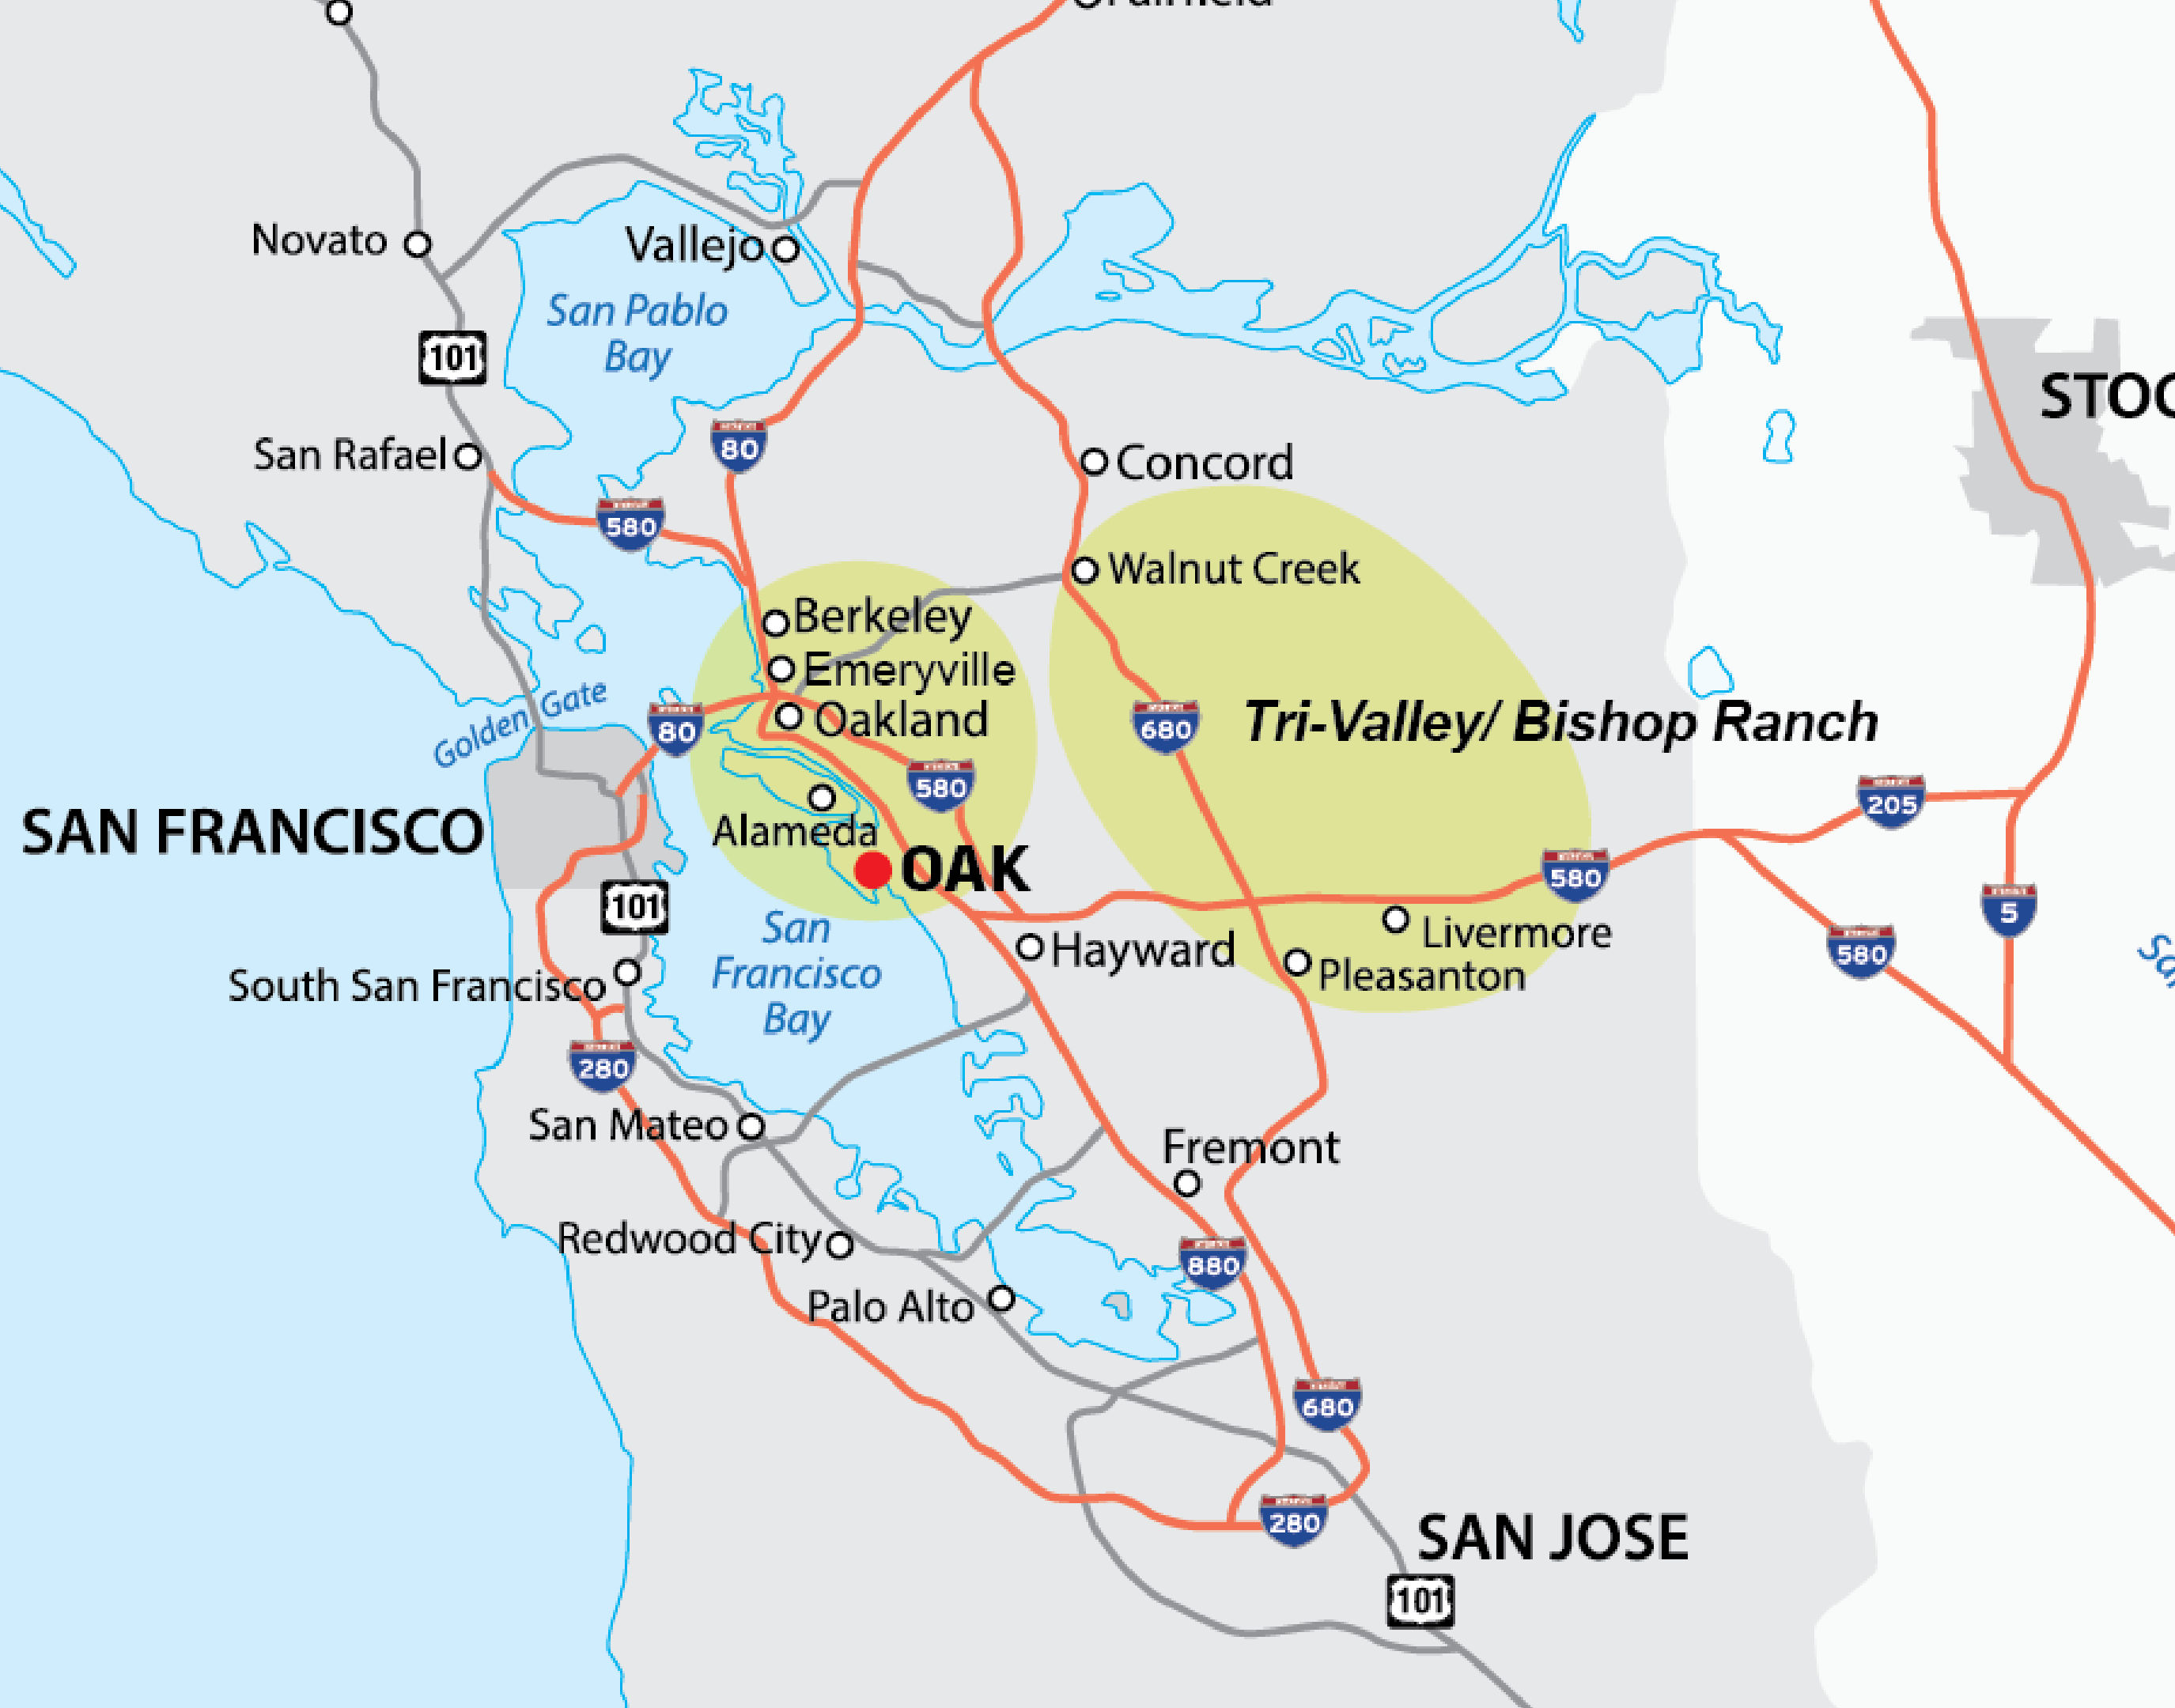 Fairfield
Novato
Vallejo
San Pablo
Bay
101
80
San Rafael
580
Concord
STOC
Walnut Creek
Berkeley
Emeryville
Oakland
Golden Gate
80
680
Tri-Valley/ Bishop Ranch
580
205
Alameda
SAN FRANCISCO
OAK
580
5
101
San
Francisco
Bay
Hayward
Livermore
Pleasanton
580
Sa
South San Francisco
280
San Mateo
Fremont
Redwood City
880
Palo Alto
680
280
SAN JOSE
101